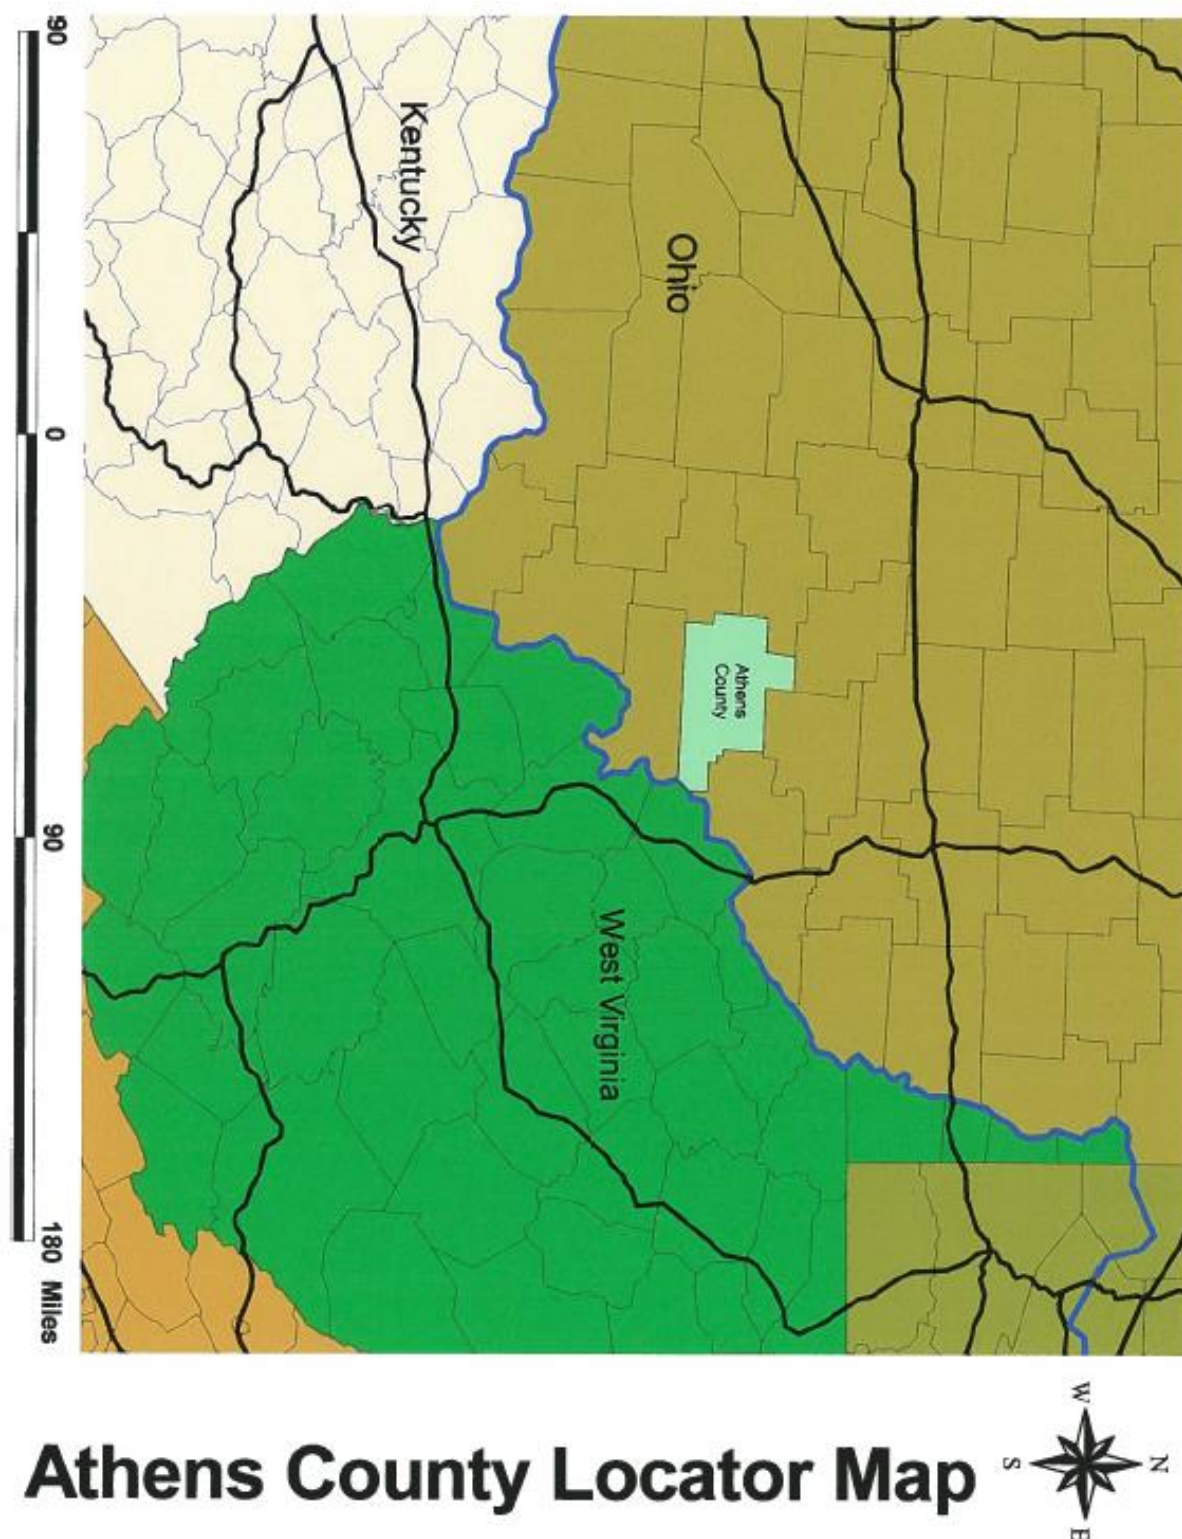 Kentucky
Ohio
Athens
County
West Virginia
90 0 90 180 Miles
Athens County Locator Map
N
W
E
S